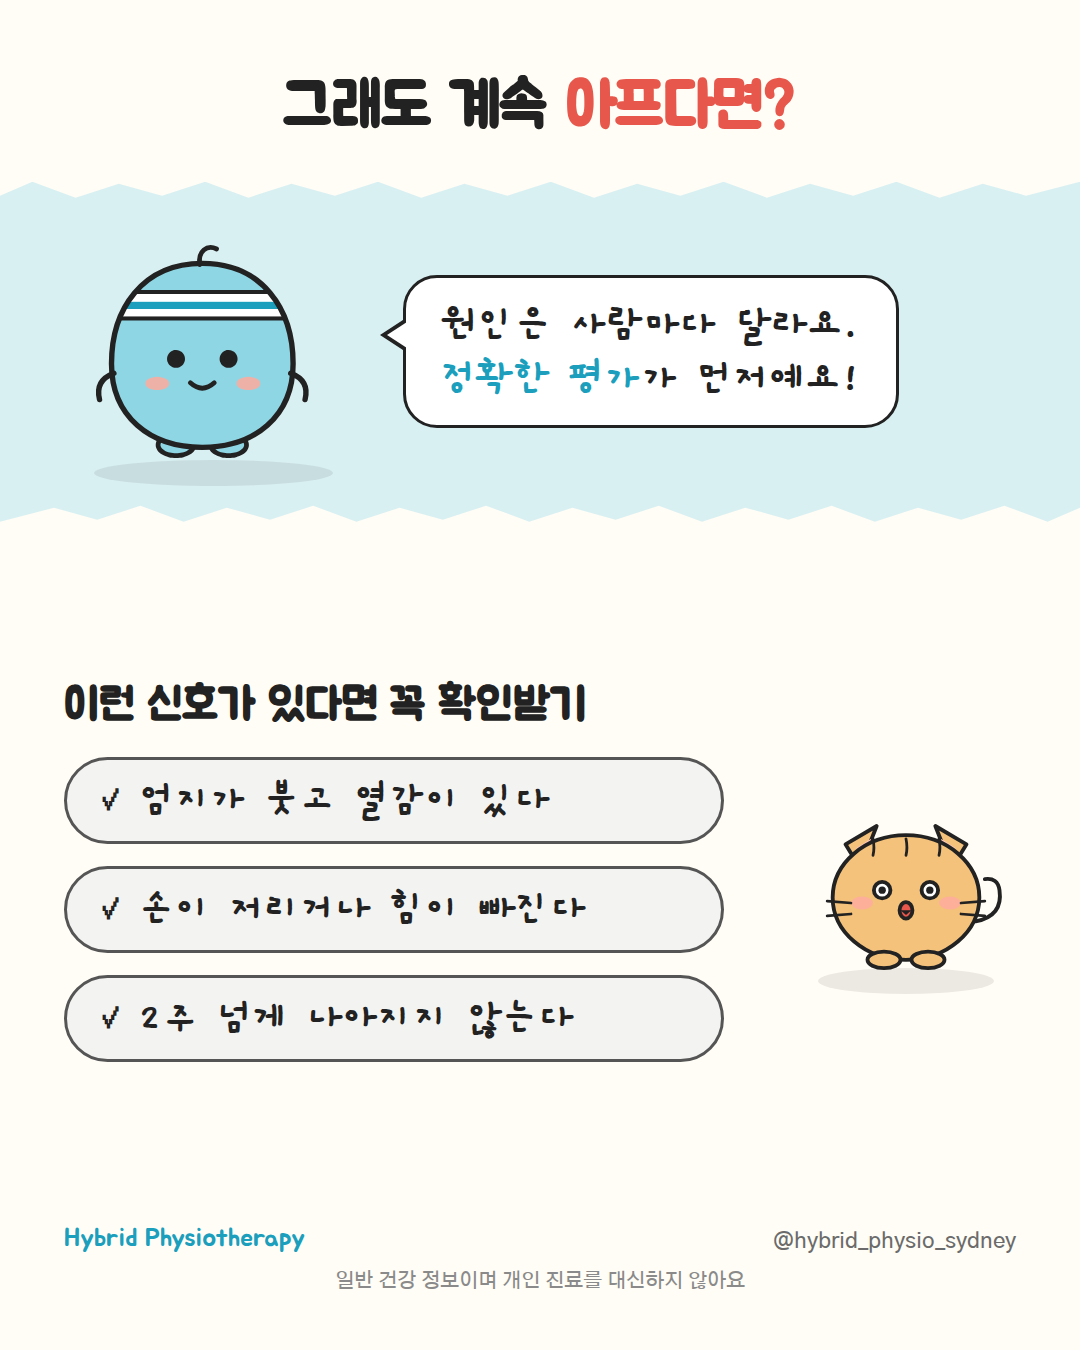 그래도 계속 아프다면?
원인은 사람마다 달라요.
정확한 평가가 먼저예요!
이런 신호가 있다면 꼭 확인받기
✓ 엄지가 붓고 열감이 있다
✓ 손이 저리거나 힘이 빠진다
✓ 2주 넘게 나아지지 않는다
Hybrid Physiotherapy
@hybrid_physio_sydney
일반 건강 정보이며 개인 진료를 대신하지 않아요